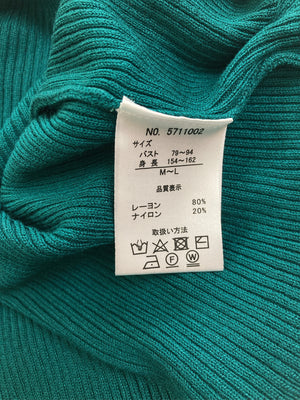 NO. 5711002
サイズ
バスト 79～94
身長 154～162
M～L
品質表示
レーヨン 80%
ナイロン 20%
取扱い方法
F W